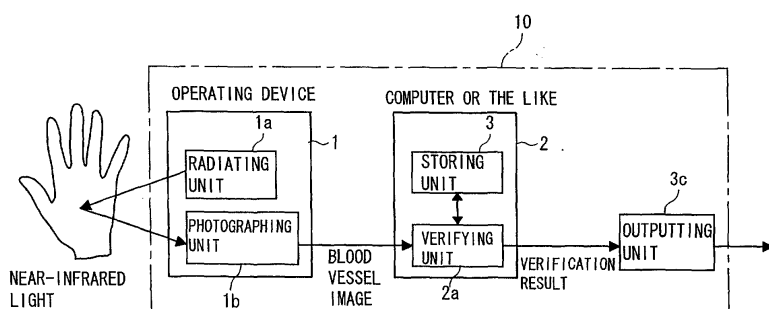 10
OPERATING DEVICE
COMPUTER OR THE LIKE
1a
1
3
2
RADIATING
UNIT
STORING
UNIT
3c
PHOTOGRAPHING
UNIT
VERIFYING
UNIT
OUTPUTTING
UNIT
NEAR-INFRARED
LIGHT
1b
BLOOD
VESSEL
IMAGE
2a
VERIFICATION
RESULT